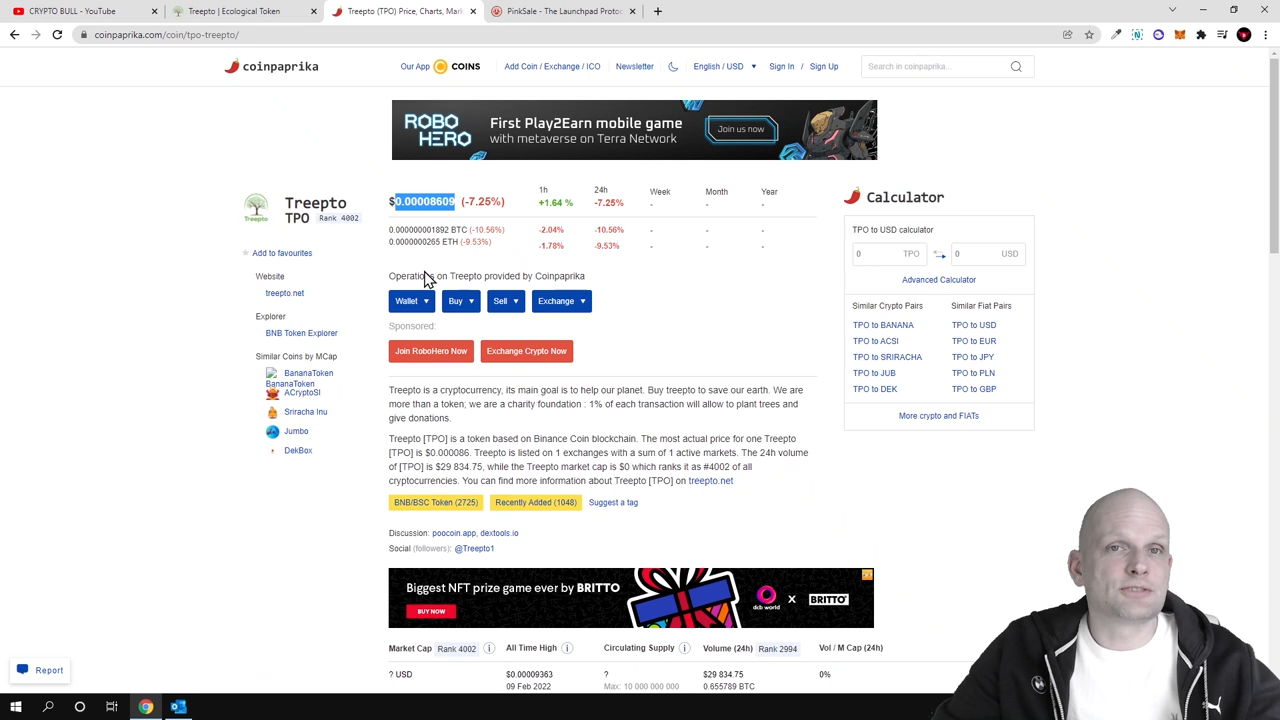 CRYPTO BULL - YouTube
Treepto | Ecological Token
Treepto (TPO) Price, Charts, Mark
PinkSale - The Launchpad Protoc
coinpaprika.com/coin/tpo-treepto/
coinpaprika
Our App
COINS
Add Coin / Exchange / ICO
Newsletter
English / USD
Sign In / Sign Up
Search in coinpaprika...
ROBO HERO
First Play2Earn mobile game
with metaverse on Terra Network
Join us now
Treepto
Treepto
TPO Rank 4002
$0.00008609 (-7.25%)
1h 24h Week Month Year
+1.64 % -7.25% - - -
0.000000001892 BTC (-10.56%) -2.04% -10.56% - - -
0.0000000265 ETH (-9.53%) -1.78% -9.53% - - -
Add to favourites
Website
treepto.net
Explorer
BNB Token Explorer
Similar Coins by MCap
BananaToken
BananaToken
ACryptoSI
Sriracha Inu
Jumbo
DekBox
Operations on Treepto provided by Coinpaprika
Wallet Buy Sell Exchange
Sponsored:
Join RoboHero Now
Exchange Crypto Now
Treepto is a cryptocurrency, its main goal is to help our planet. Buy treepto to save our earth. We are
more than a token; we are a charity foundation : 1% of each transaction will allow to plant trees and
give donations.
Treepto [TPO] is a token based on Binance Coin blockchain. The most actual price for one Treepto
[TPO] is $0.000086. Treepto is listed on 1 exchanges with a sum of 1 active markets. The 24h volume
of [TPO] is $29 834.75, while the Treepto market cap is $0 which ranks it as #4002 of all
cryptocurrencies. You can find more information about Treepto [TPO] on treepto.net
BNB/BSC Token (2725)
Recently Added (1048)
Suggest a tag
Discussion: poocoin.app, dextools.io
Social (followers): @Treepto1
Biggest NFT prize game ever by BRITTO
BUY NOW
dcb world X BRITTO
Market Cap Rank 4002
All Time High
Circulating Supply
Volume (24h) Rank 2994
Vol / M Cap (24h)
? USD
$0.00009363
?
$29 834.75
0%
09 Feb 2022
Max: 10 000 000 000
0.655789 BTC
Calculator
TPO to USD calculator
0 TPO
0 USD
Advanced Calculator
Similar Crypto Pairs
Similar Fiat Pairs
TPO to BANANA
TPO to USD
TPO to ACSI
TPO to EUR
TPO to SRIRACHA
TPO to JPY
TPO to JUB
TPO to PLN
TPO to DEK
TPO to GBP
More crypto and FIATs
Report